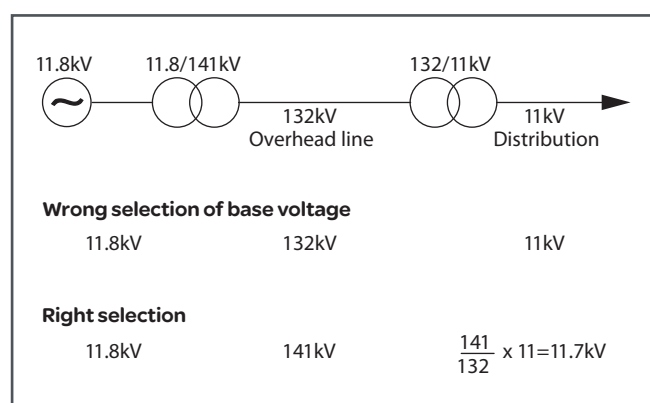 11.8kV 11.8/141kV 132/11kV
132kV 11kV
Overhead line Distribution
Wrong selection of base voltage
11.8kV 132kV 11kV
Right selection
11.8kV 141kV 141/132 x 11=11.7kV